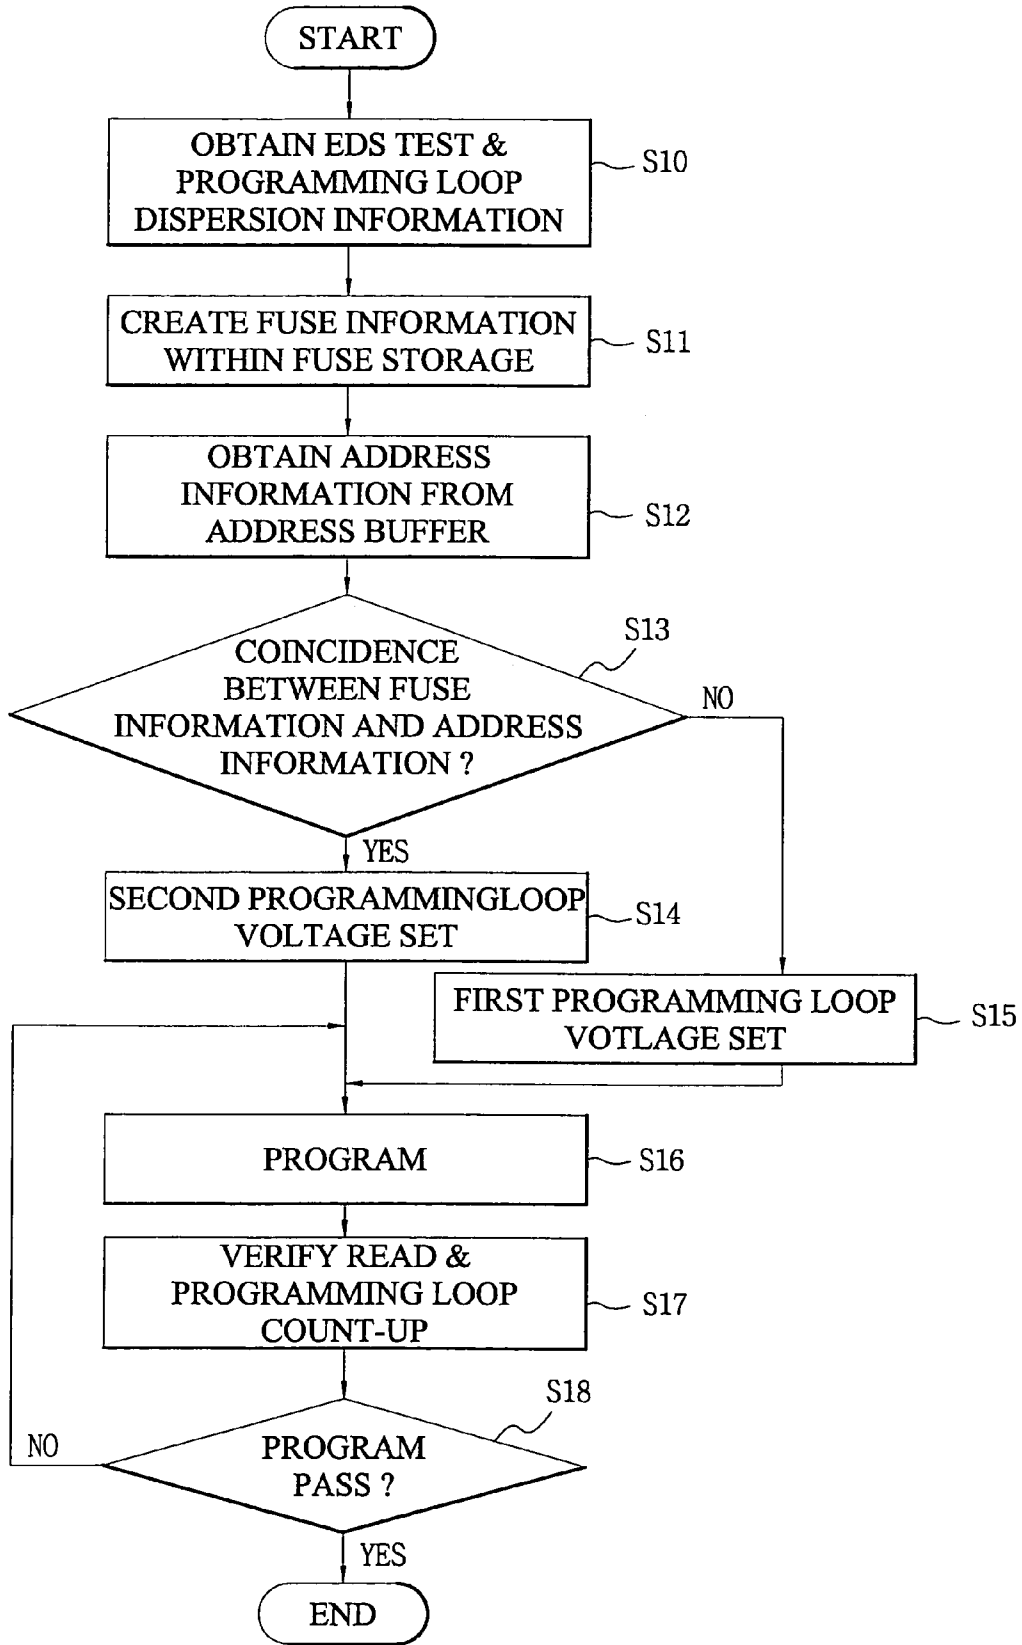 START
OBTAIN EDS TEST &
PROGRAMMING LOOP
DISPERSION INFORMATION
S10
CREATE FUSE INFORMATION
WITHIN FUSE STORAGE
S11
OBTAIN ADDRESS
INFORMATION FROM
ADDRESS BUFFER
S12
S13
COINCIDENCE
BETWEEN FUSE
INFORMATION AND ADDRESS
INFORMATION ?
NO
YES
SECOND PROGRAMMINGLOOP
VOLTAGE SET
S14
FIRST PROGRAMMING LOOP
VOTLAGE SET
S15
PROGRAM
S16
VERIFY READ &
PROGRAMMING LOOP
COUNT-UP
S17
S18
PROGRAM
PASS ?
NO
YES
END